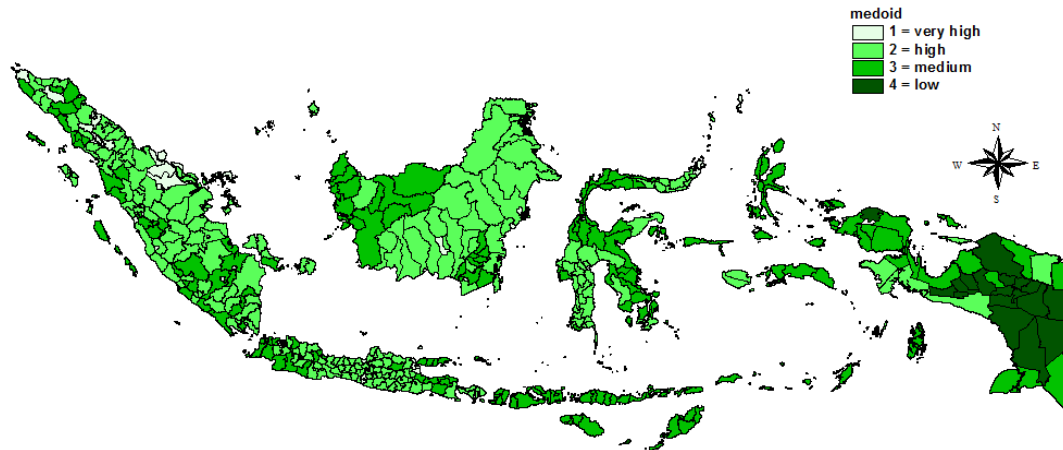 medoid
1 = very high
2 = high
3 = medium
4 = low
N
W E
S